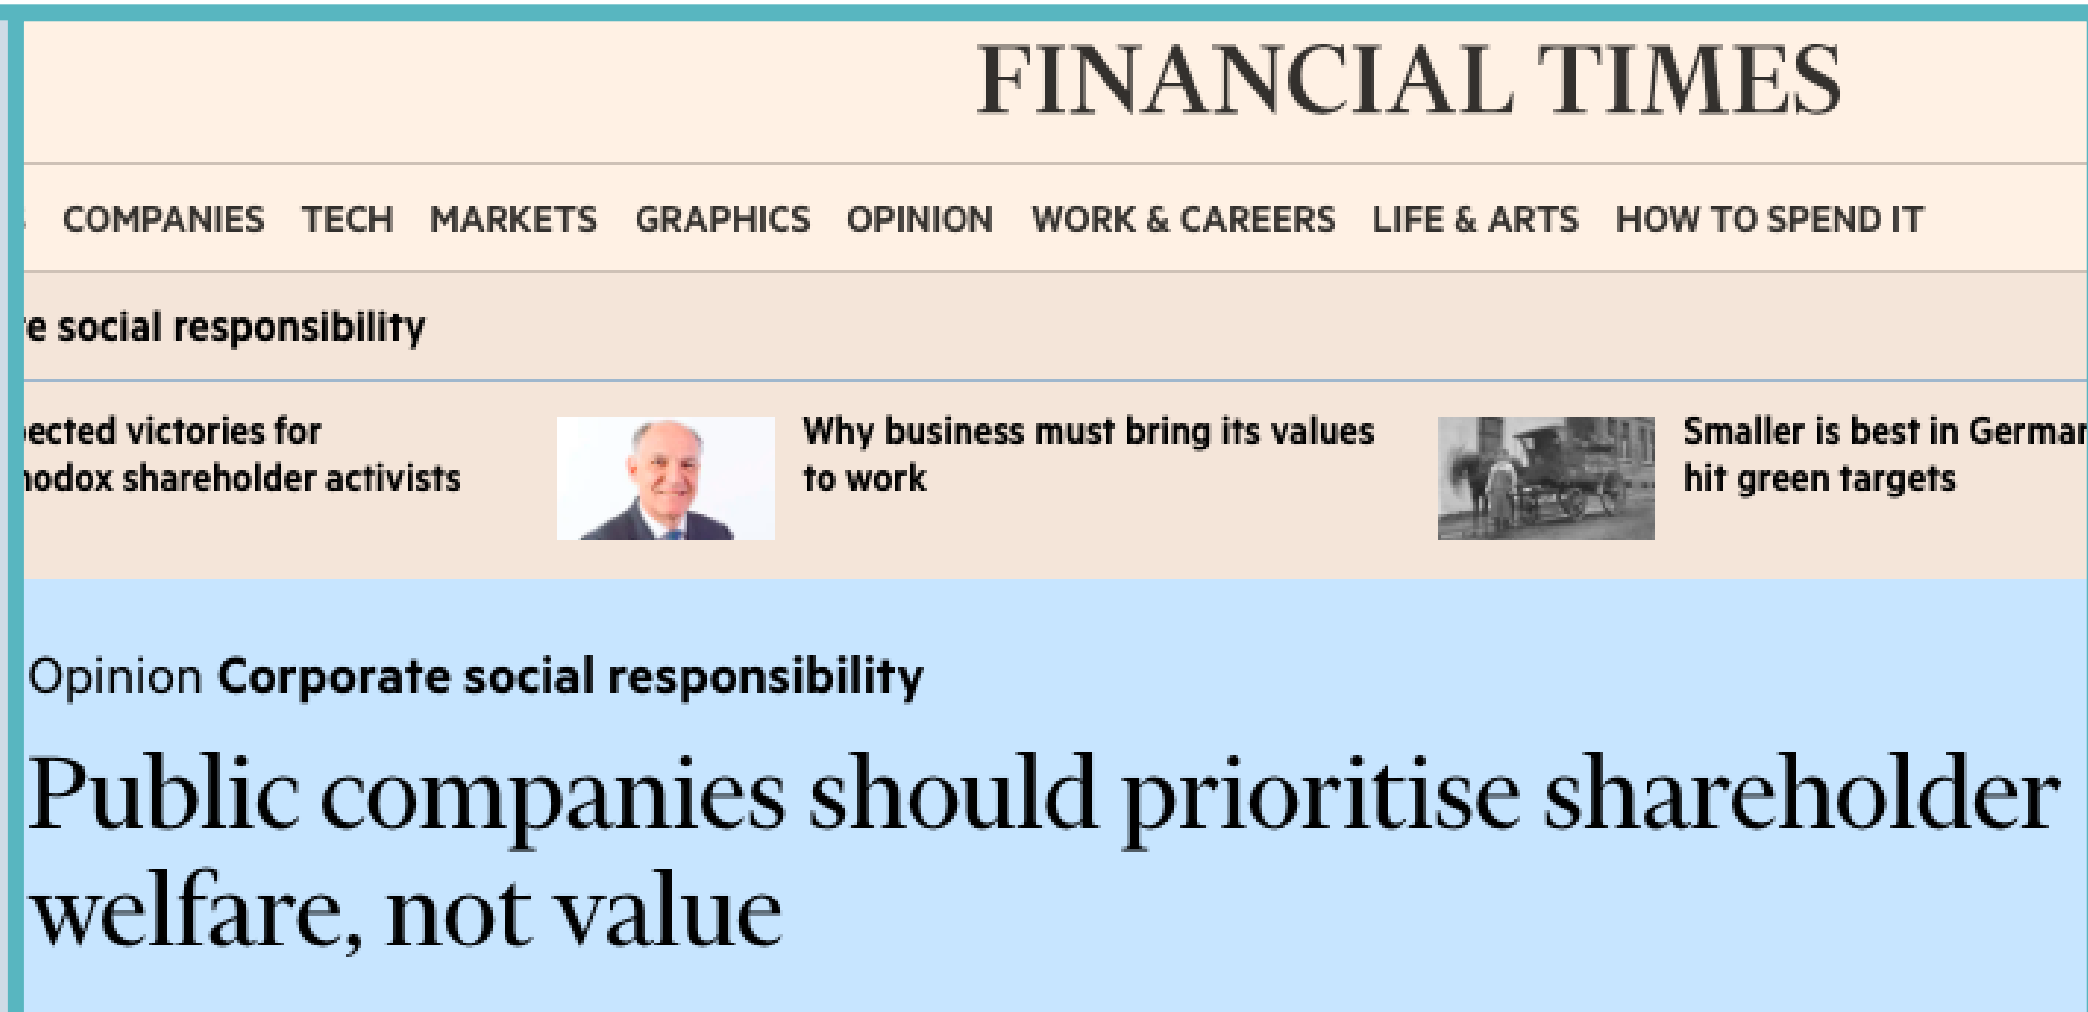 FINANCIAL TIMES
COMPANIES TECH MARKETS GRAPHICS OPINION WORK & CAREERS LIFE & ARTS HOW TO SPEND IT
social responsibility
victories for
shareholder activists
Why business must bring its values
to work
Smaller is best in
hit green targets
Opinion Corporate social responsibility
Public companies should prioritise shareholder
welfare, not value